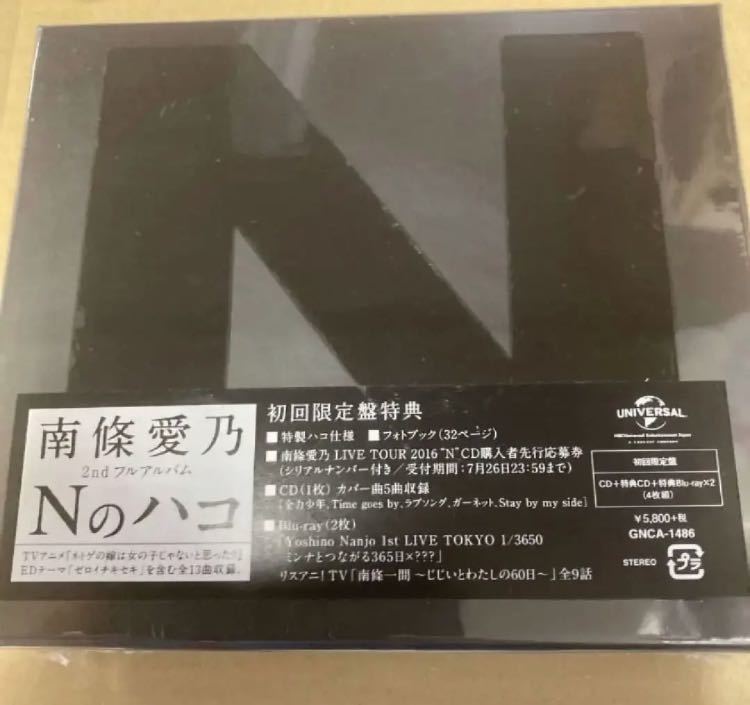 N
南條愛乃
2nd フルアルバム
Nのハコ
TVアニメ「ネトゲの嫁は女の子じゃないと思った?」
EDテーマ「ゼロイチキセキ」を含む全13曲収録。
初回限定盤特典
■ 特製ハコ仕様 ■ フォトブック(32ページ)
■ 南條愛乃 LIVE TOUR 2016 "N" CD購入者先行応募券
(シリアルナンバー付き/受付期間:7月26日23:59まで)
■ CD(1枚) カバー曲5曲収録
[全力少年、Time goes by、ラブソング、ガーネット、Stay by my side]
■ Blu-ray(2枚)
「Yoshino Nanjo 1st LIVE TOKYO 1/3650
ミンナとつながる365日×???」
リスアニ!TV「南條一間 〜じじいとわたしの60日〜」全9話
UNIVERSAL
NBCUniversal Entertainment Japan
初回限定盤
CD+特典CD+特典Blu-ray×2
(4枚組)
¥5,800+税
GNCA-1486
STEREO
プラ